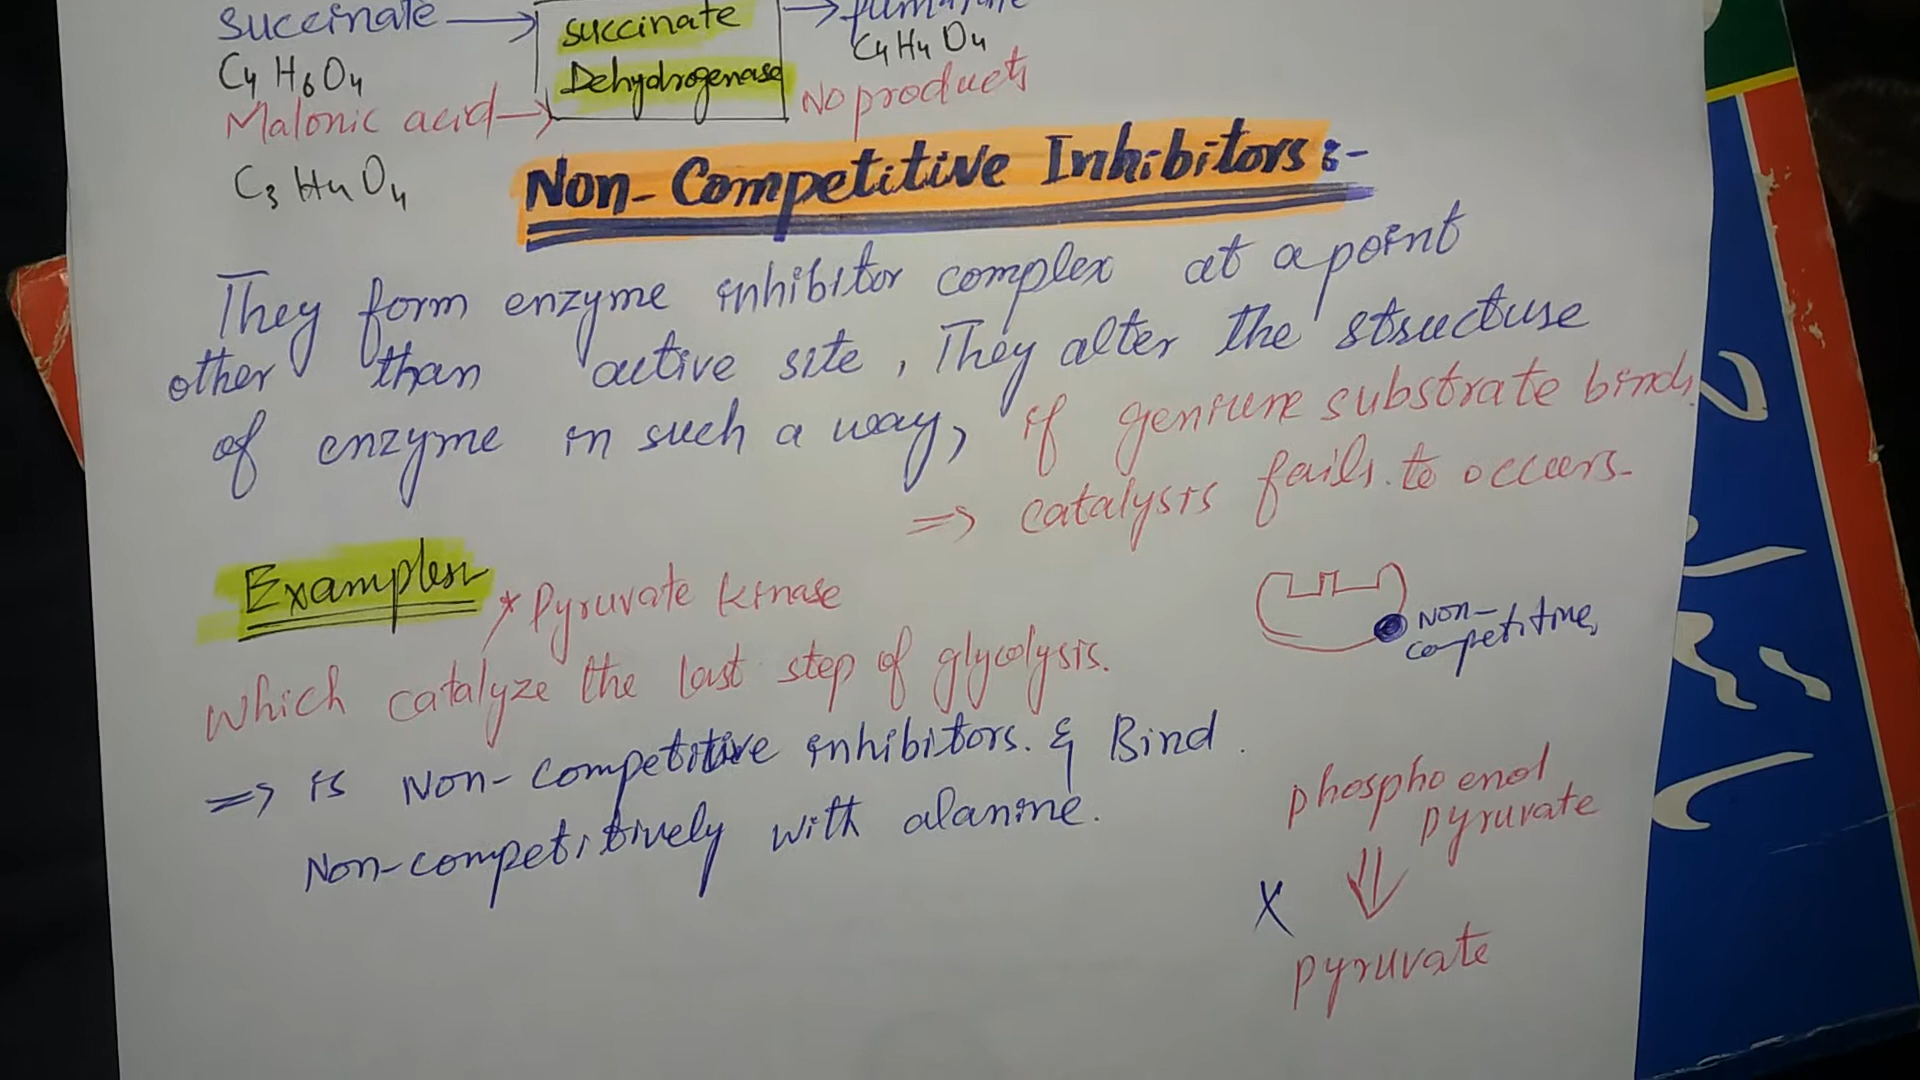 succinate → succinate → fumarate
C4 H6 O4 Dehydrogenase C4 H4 O4
Malonic acid → No products
C3 H4 O4
Non-Competitive Inhibitors:-
They form enzyme inhibitor complex at a point
other than active site, They alter the structure
of enzyme in such a way, if geniune substrate binds
=> catalysis fails to occurs.
Examples:-
* Pyruvate kinase
which catalyze the last step of glycolysis.
=> is Non-competitive inhibitors. & Bind.
Non-competitively with alanine.
Non-
competitive
phospho enol
pyruvate
X ⇓
pyruvate